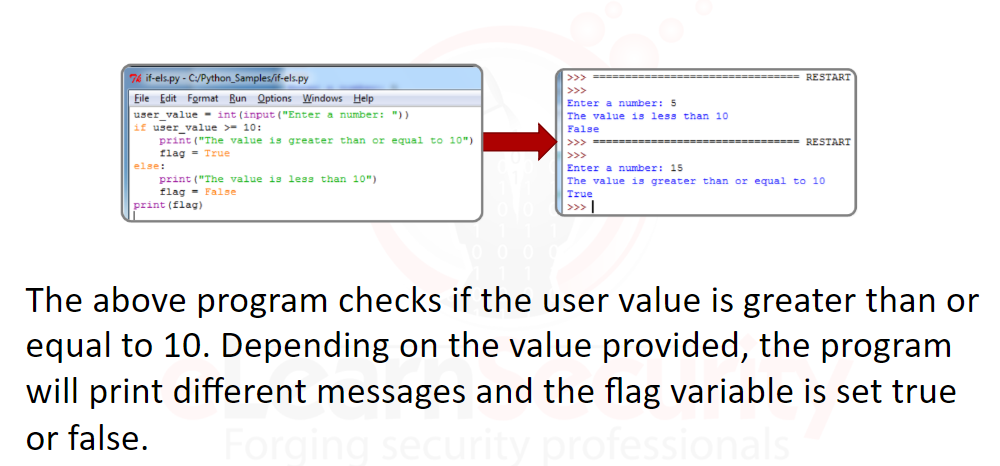 if-els.py - C:/Python_Samples/if-els.py
File Edit Format Run Options Windows Help
user_value = int(input("Enter a number: "))
if user_value >= 10:
    print("The value is greater than or equal to 10")
    flag = True
else:
    print("The value is less than 10")
    flag = False
print(flag)
>>> ================================ RESTART
>>>
Enter a number: 5
The value is less than 10
False
>>> ================================ RESTART
>>>
Enter a number: 15
The value is greater than or equal to 10
True
>>>
The above program checks if the user value is greater than or
equal to 10. Depending on the value provided, the program
will print different messages and the flag variable is set true
or false.
eLearnSecurity
Forging security professionals